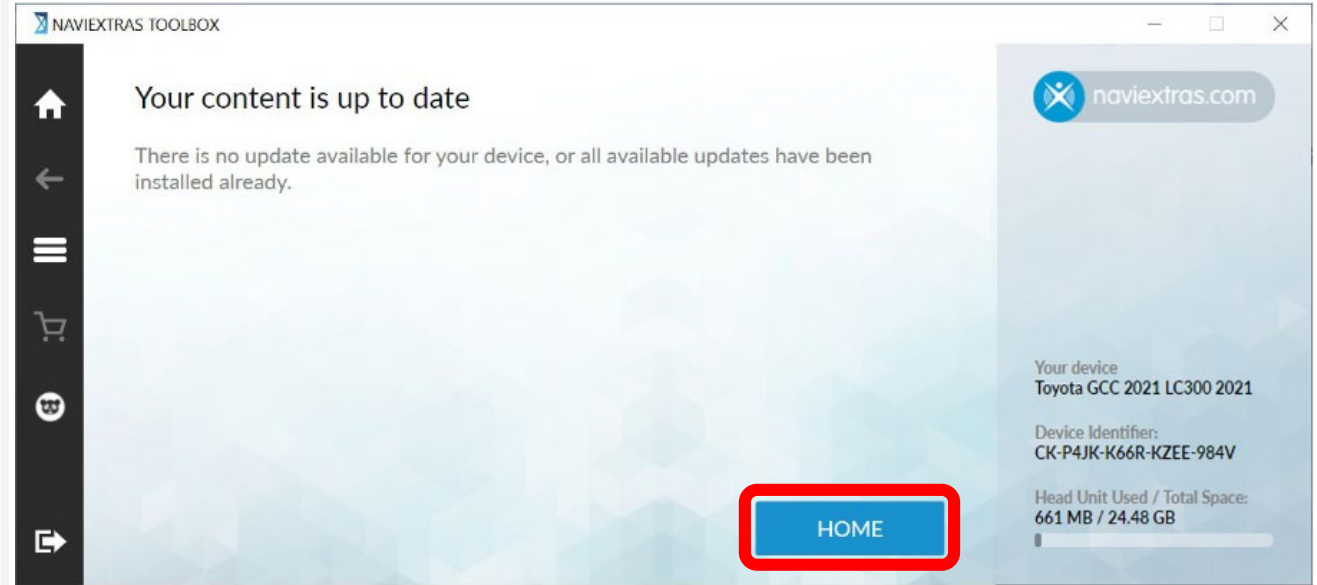 NAVIEXTRAS TOOLBOX
Your content is up to date
There is no update available for your device, or all available updates have been
installed already.
HOME
naviextras.com
Your device
Toyota GCC 2021 LC300 2021
Device Identifier:
CK-P4JK-K66R-KZEE-984V
Head Unit Used / Total Space:
661 MB / 24.48 GB